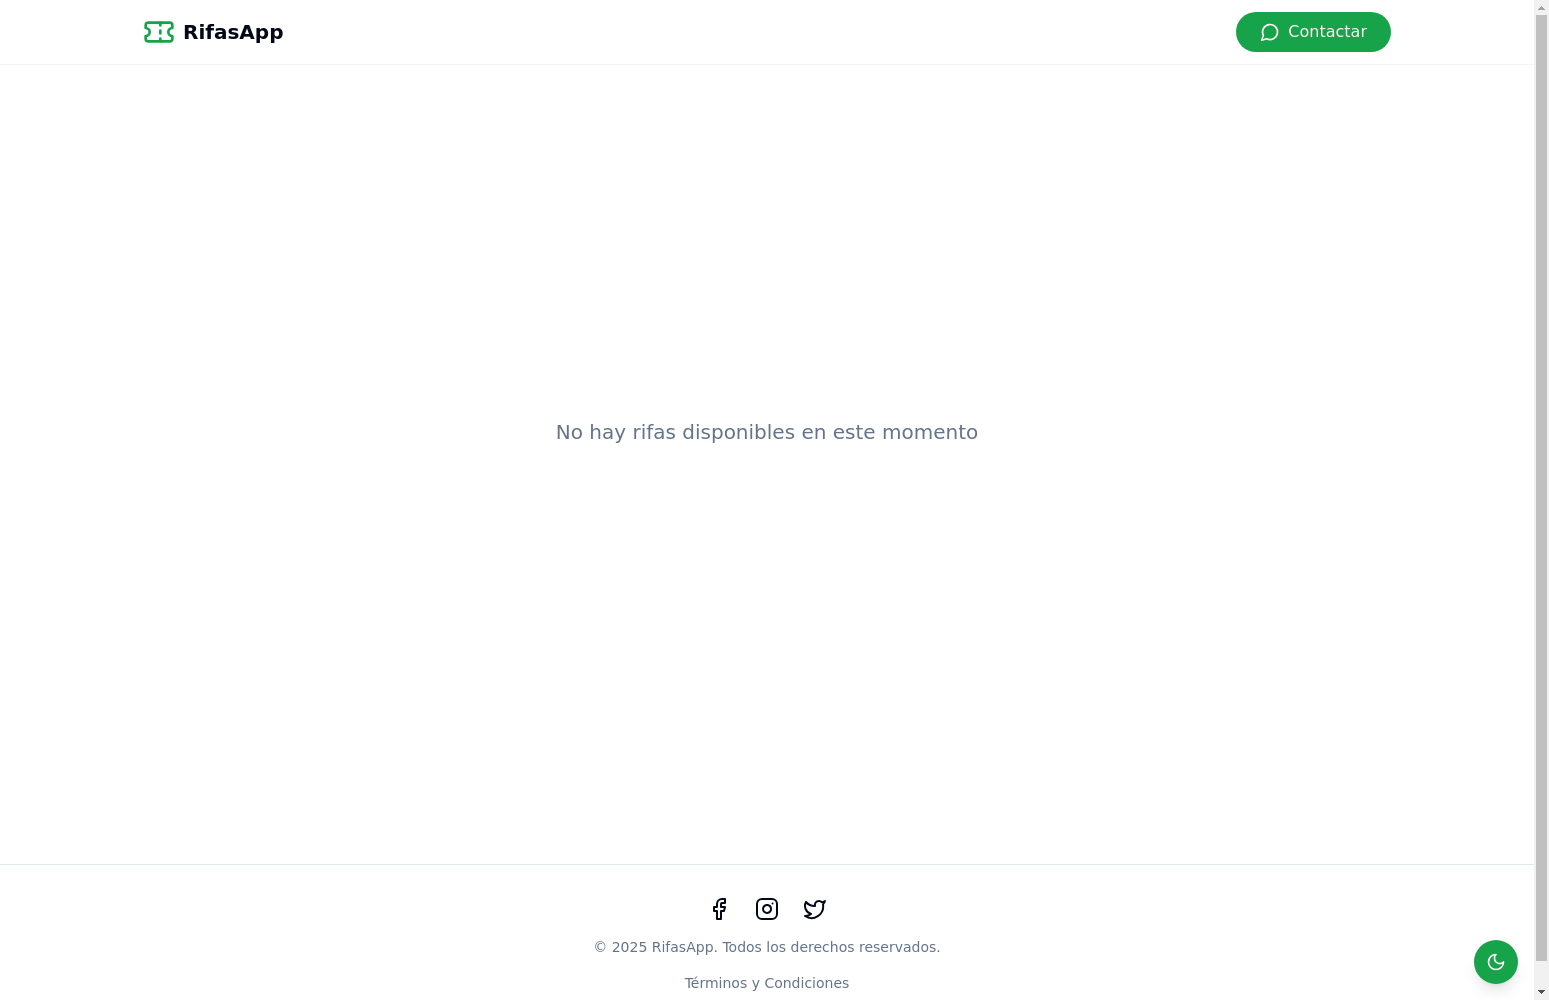 RifasApp
Contactar
No hay rifas disponibles en este momento
© 2025 RifasApp. Todos los derechos reservados.
Términos y Condiciones